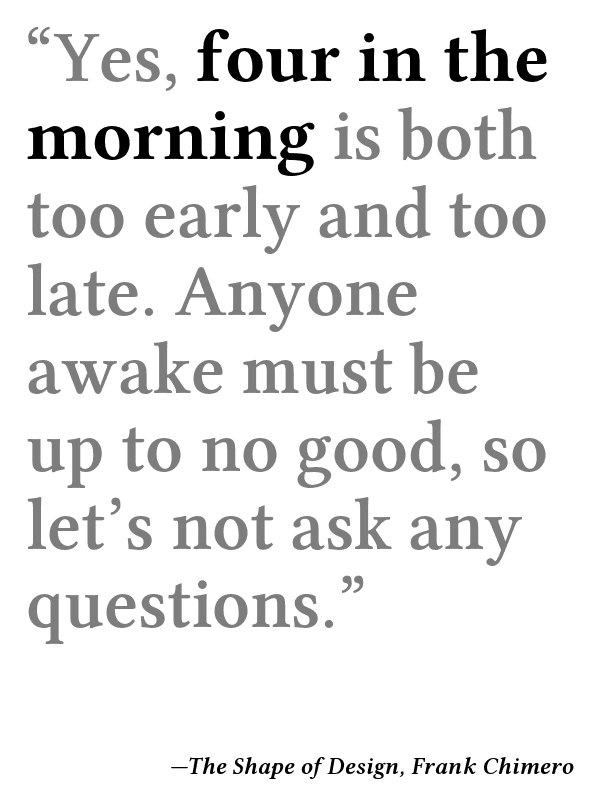 “Yes, four in the
morning is both
too early and too
late. Anyone
awake must be
up to no good, so
let’s not ask any
questions.”
—The Shape of Design, Frank Chimero